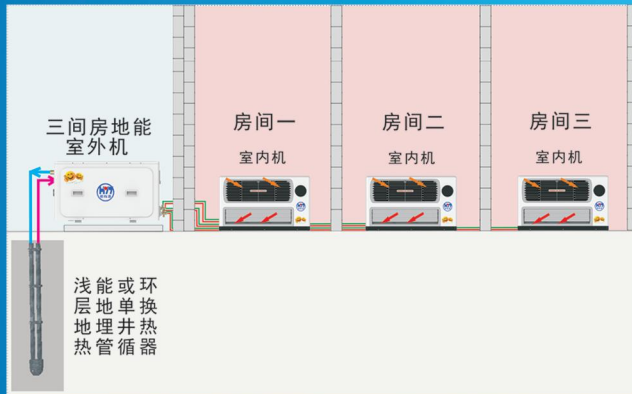 三间房地能
室外机
房间一
室内机
房间二
室内机
房间三
室内机
浅层地热
能地埋管
或单井循
环换热器